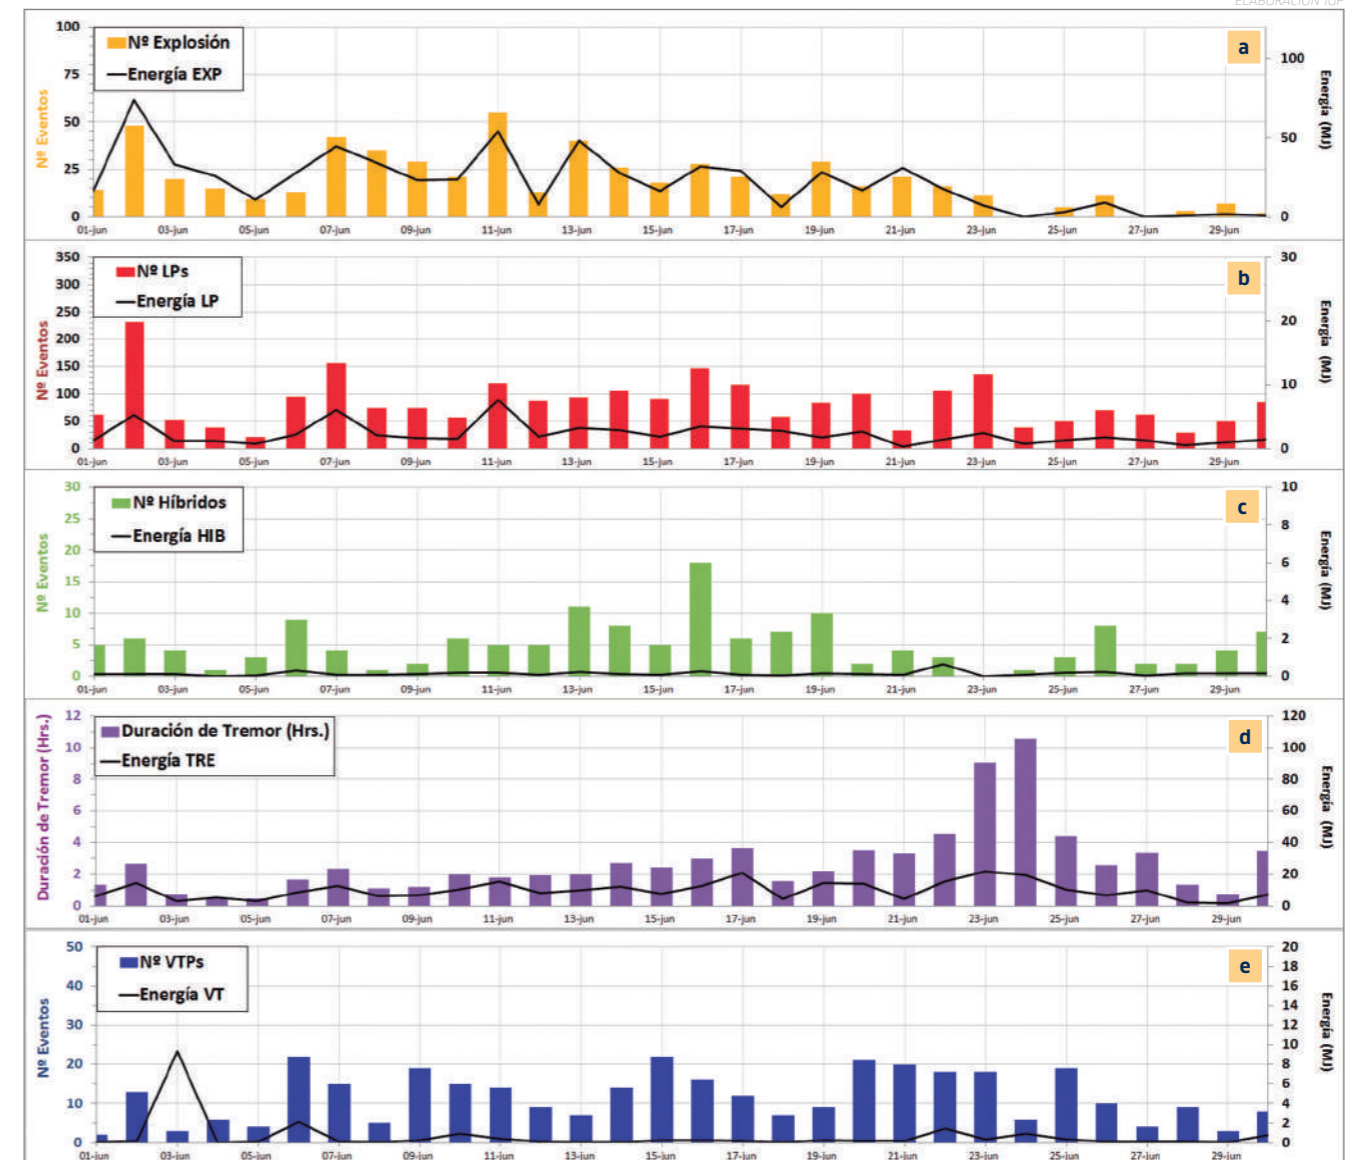 ELABORACIÓN IGP
100
75
50
25
0
Nº Eventos
Nº Explosión
Energía EXP
a
100
50
0
Energía (MJ)
01-jun 03-jun 05-jun 07-jun 09-jun 11-jun 13-jun 15-jun 17-jun 19-jun 21-jun 23-jun 25-jun 27-jun 29-jun
350
300
250
200
150
100
50
0
Nº Eventos
Nº LPs
Energía LP
b
30
20
10
0
Energía (MJ)
01-jun 03-jun 05-jun 07-jun 09-jun 11-jun 13-jun 15-jun 17-jun 19-jun 21-jun 23-jun 25-jun 27-jun 29-jun
30
25
20
15
10
5
0
Nº Eventos
Nº Híbridos
Energía HIB
c
10
8
6
4
2
0
Energía (MJ)
01-jun 03-jun 05-jun 07-jun 09-jun 11-jun 13-jun 15-jun 17-jun 19-jun 21-jun 23-jun 25-jun 27-jun 29-jun
12
10
8
6
4
2
0
Duración de Tremor (Hrs.)
Duración de Tremor (Hrs.)
Energía TRE
d
120
100
80
60
40
20
0
Energía (MJ)
01-jun 03-jun 05-jun 07-jun 09-jun 11-jun 13-jun 15-jun 17-jun 19-jun 21-jun 23-jun 25-jun 27-jun 29-jun
50
40
30
20
10
0
Nº Eventos
Nº VTPs
Energía VT
e
20
18
16
14
12
10
8
6
4
2
0
Energía (MJ)
01-jun 03-jun 05-jun 07-jun 09-jun 11-jun 13-jun 15-jun 17-jun 19-jun 21-jun 23-jun 25-jun 27-jun 29-jun